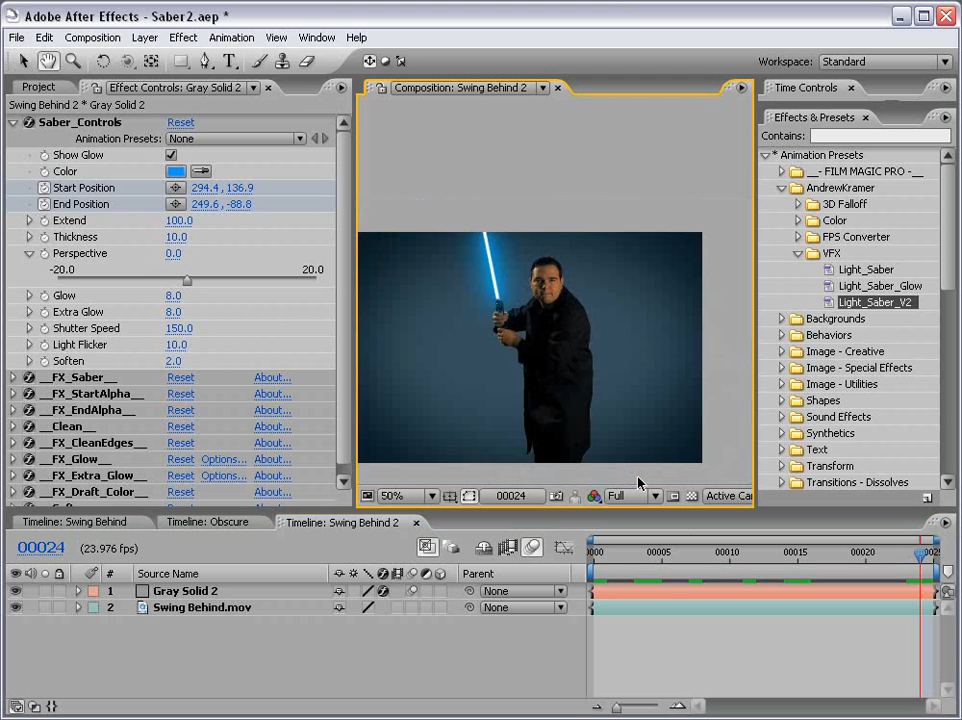 Adobe After Effects - Saber2.aep *
File Edit Composition Layer Effect Animation View Window Help
Workspace: Standard
Project
Effect Controls: Gray Solid 2
Swing Behind 2 * Gray Solid 2
Saber_Controls Reset
Animation Presets: None
Show Glow
Color
Start Position 294.4, 136.9
End Position 249.6, -88.8
Extend 100.0
Thickness 10.0
Perspective 0.0
-20.0 20.0
Glow 8.0
Extra Glow 8.0
Shutter Speed 150.0
Light Flicker 10.0
Soften 2.0
__FX_Saber__ Reset About...
__FX_StartAlpha__ Reset About...
__FX_EndAlpha__ Reset About...
__Clean__ Reset About...
__FX_CleanEdges__ Reset About...
__FX_Glow__ Reset Options... About...
__FX_Extra_Glow__ Reset Options... About...
__FX_Draft_Color__ Reset About...
Composition: Swing Behind 2
50% 00024 Full Active Ca
Time Controls
Effects & Presets
Contains:
* Animation Presets
__- FILM MAGIC PRO -__
AndrewKramer
3D Falloff
Color
FPS Converter
VFX
Light_Saber
Light_Saber_Glow
Light_Saber_V2
Backgrounds
Behaviors
Image - Creative
Image - Special Effects
Image - Utilities
Shapes
Sound Effects
Synthetics
Text
Transform
Transitions - Dissolves
Timeline: Swing Behind
Timeline: Obscure
Timeline: Swing Behind 2
00024 (23.976 fps)
0000 00005 00010 00015 00020 0002
# Source Name Parent
1 Gray Solid 2 None
2 Swing Behind.mov None